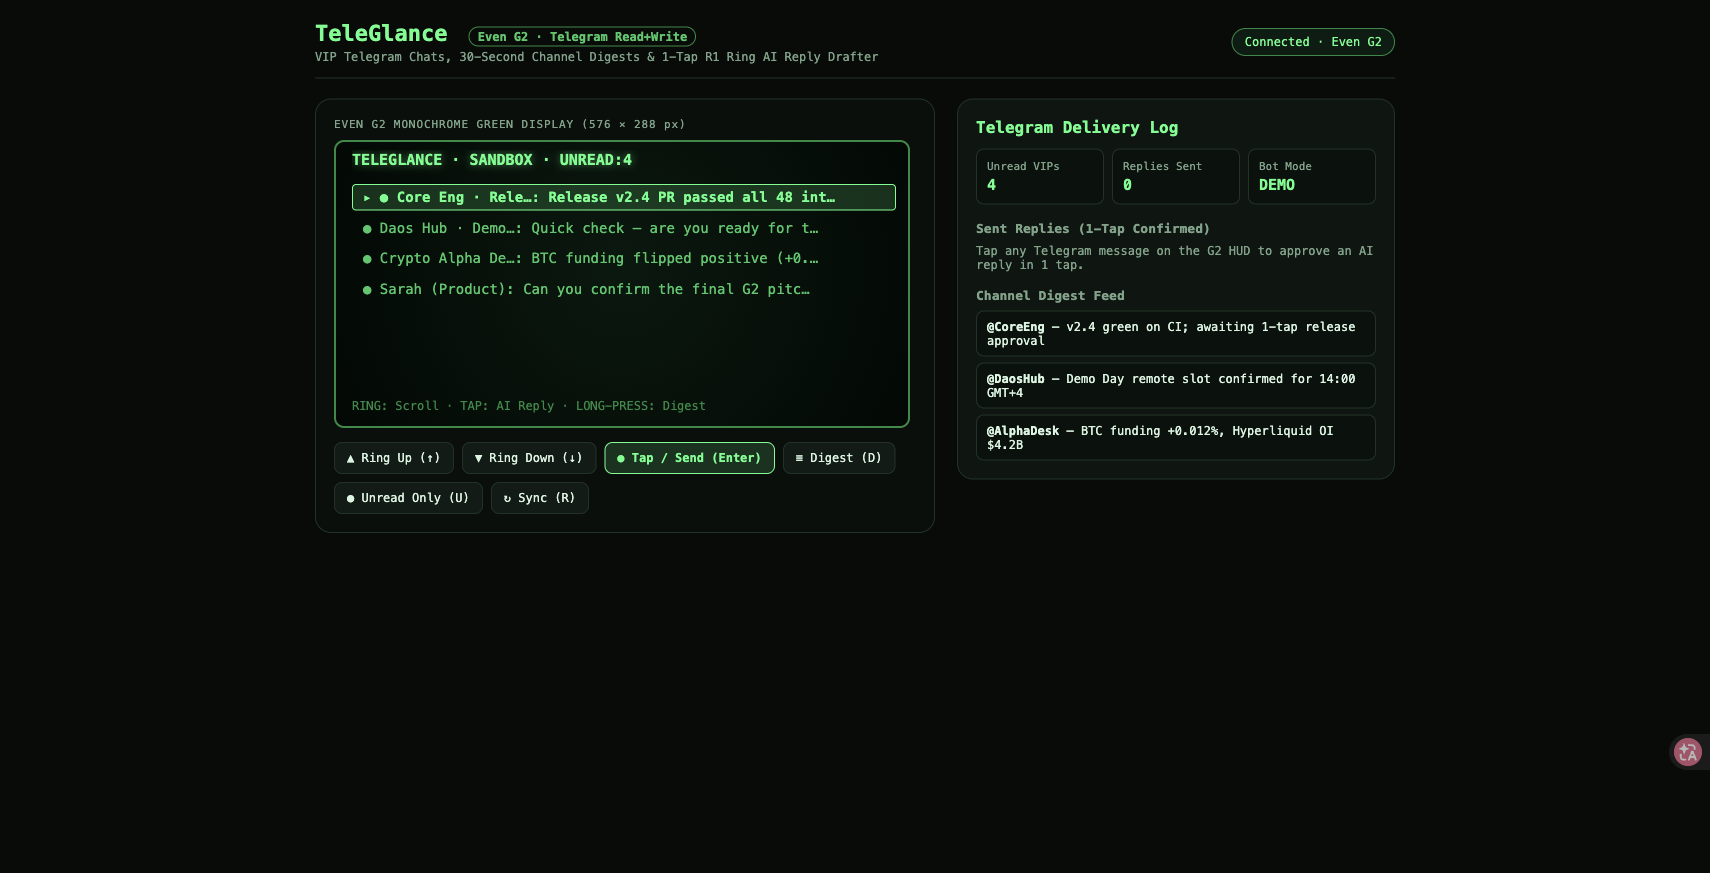 TeleGlance
Even G2 · Telegram Read+Write
VIP Telegram Chats, 30-Second Channel Digests & 1-Tap R1 Ring AI Reply Drafter
Connected · Even G2
EVEN G2 MONOCHROME GREEN DISPLAY (576 × 288 px)
TELEGLANCE · SANDBOX · UNREAD:4
▸ ● Core Eng · Rele…: Release v2.4 PR passed all 48 int…
● Daos Hub · Demo…: Quick check — are you ready for t…
● Crypto Alpha De…: BTC funding flipped positive (+0.…
● Sarah (Product): Can you confirm the final G2 pitc…
RING: Scroll · TAP: AI Reply · LONG-PRESS: Digest
▲ Ring Up (↑)
▼ Ring Down (↓)
● Tap / Send (Enter)
≡ Digest (D)
● Unread Only (U)
↻ Sync (R)
Telegram Delivery Log
Unread VIPs
4
Replies Sent
0
Bot Mode
DEMO
Sent Replies (1-Tap Confirmed)
Tap any Telegram message on the G2 HUD to approve an AI
reply in 1 tap.
Channel Digest Feed
@CoreEng — v2.4 green on CI; awaiting 1-tap release
approval
@DaosHub — Demo Day remote slot confirmed for 14:00
GMT+4
@AlphaDesk — BTC funding +0.012%, Hyperliquid OI
$4.2B